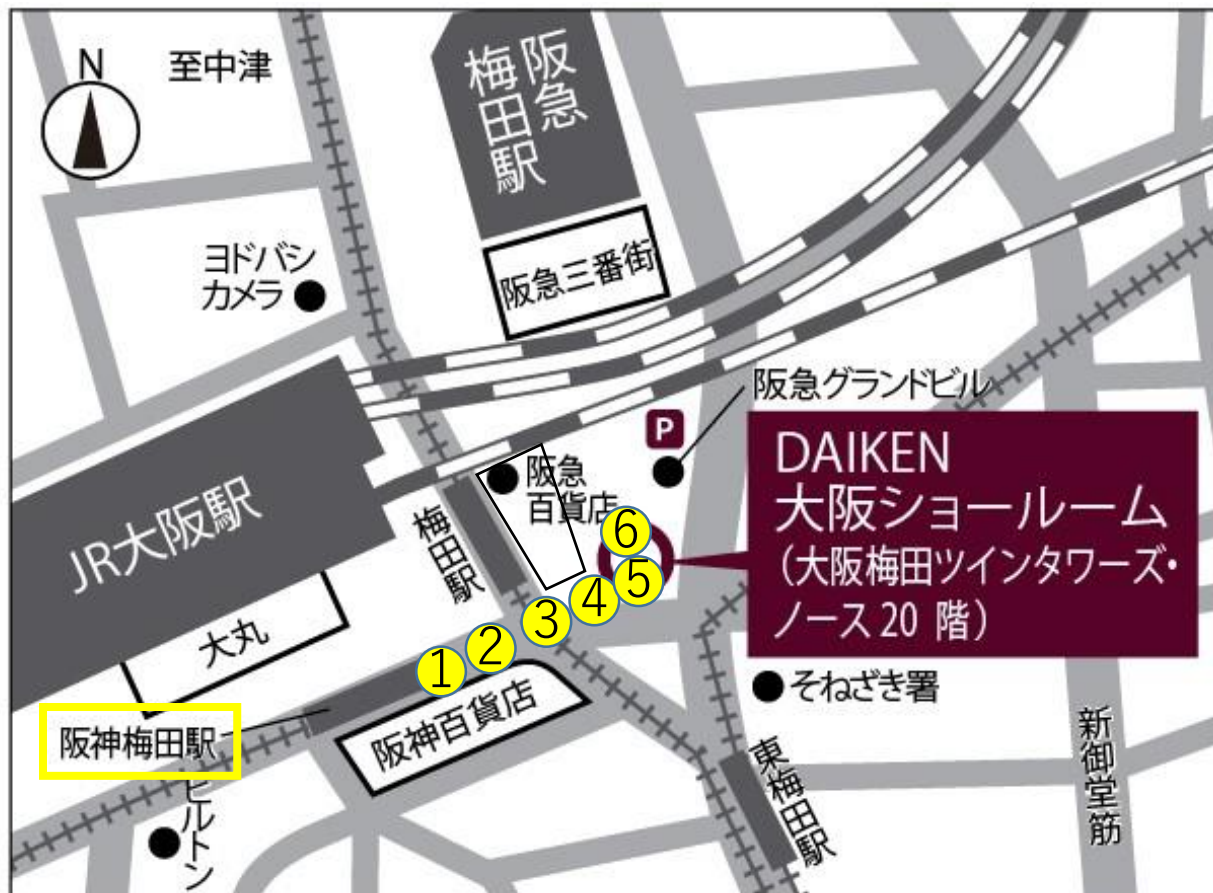 N
至中津
阪急
梅田駅
ヨドバシ
カメラ
阪急三番街
阪急グランドビル
P
DAIKEN
大阪ショールーム
（大阪梅田ツインタワーズ・
ノース 20 階）
阪急
百貨店
梅田駅
JR大阪駅
大丸
⑥
⑤
④
③
②
①
阪神百貨店
阪神梅田駅
ヒルトン
そねざき署
東梅田駅
新御堂筋